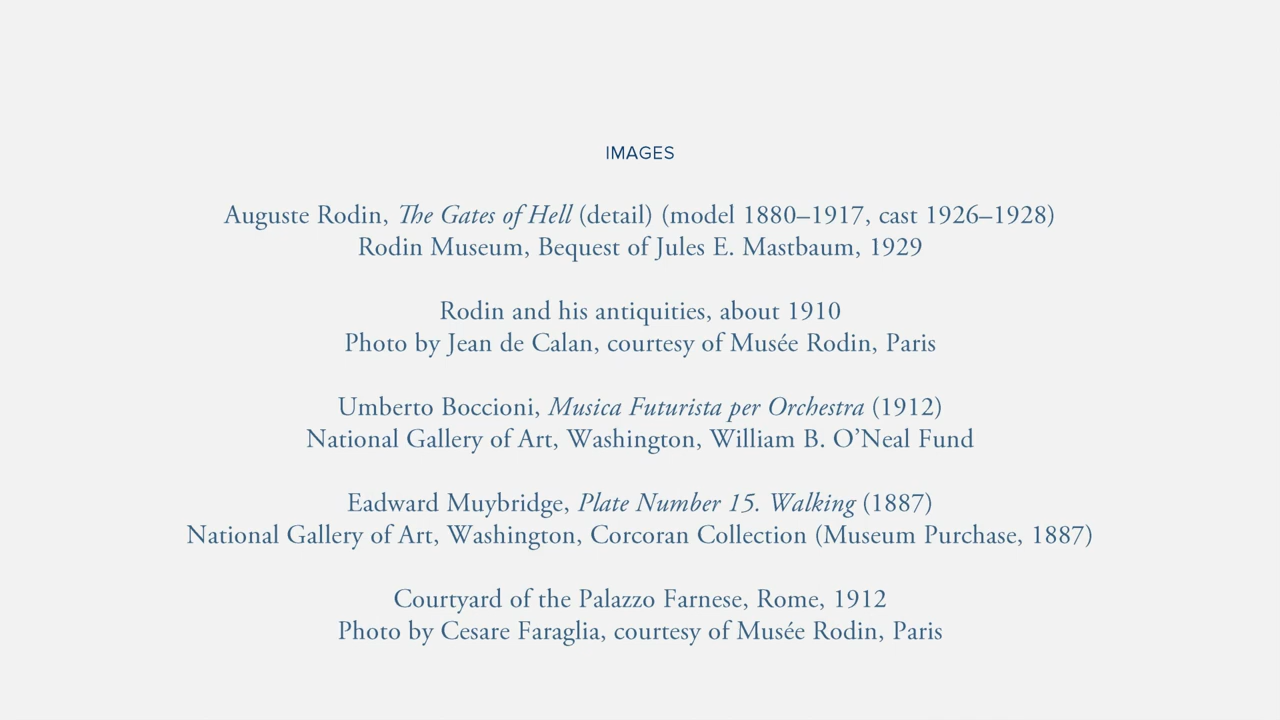 IMAGES
Auguste Rodin, The Gates of Hell (detail) (model 1880–1917, cast 1926–1928)
Rodin Museum, Bequest of Jules E. Mastbaum, 1929
Rodin and his antiquities, about 1910
Photo by Jean de Calan, courtesy of Musée Rodin, Paris
Umberto Boccioni, Musica Futurista per Orchestra (1912)
National Gallery of Art, Washington, William B. O’Neal Fund
Eadward Muybridge, Plate Number 15. Walking (1887)
National Gallery of Art, Washington, Corcoran Collection (Museum Purchase, 1887)
Courtyard of the Palazzo Farnese, Rome, 1912
Photo by Cesare Faraglia, courtesy of Musée Rodin, Paris